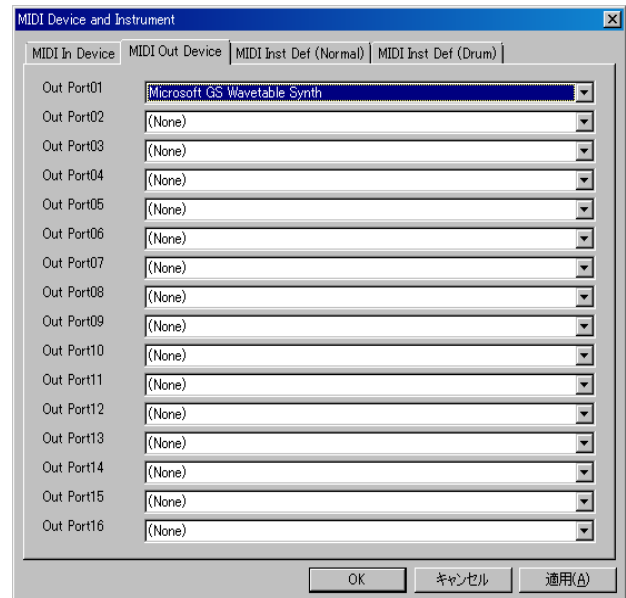 MIDI Device and Instrument
MIDI In Device MIDI Out Device MIDI Inst Def (Normal) MIDI Inst Def (Drum)
Out Port01 Microsoft GS Wavetable Synth
Out Port02 (None)
Out Port03 (None)
Out Port04 (None)
Out Port05 (None)
Out Port06 (None)
Out Port07 (None)
Out Port08 (None)
Out Port09 (None)
Out Port10 (None)
Out Port11 (None)
Out Port12 (None)
Out Port13 (None)
Out Port14 (None)
Out Port15 (None)
Out Port16 (None)
OK キャンセル 適用(A)